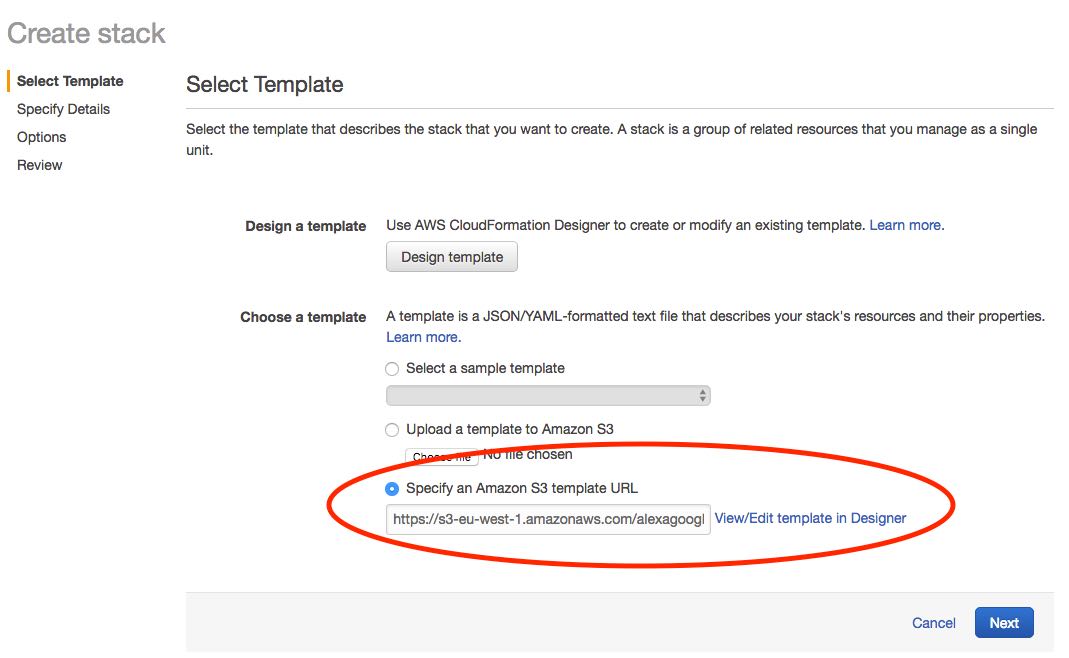 Create stack
Select Template
Specify Details
Options
Review
Select Template
Select the template that describes the stack that you want to create. A stack is a group of related resources that you manage as a single
unit.
Design a template
Use AWS CloudFormation Designer to create or modify an existing template. Learn more.
Design template
Choose a template
A template is a JSON/YAML-formatted text file that describes your stack's resources and their properties.
Learn more.
Select a sample template
Upload a template to Amazon S3
Choose file No file chosen
Specify an Amazon S3 template URL
https://s3-eu-west-1.amazonaws.com/alexagoogl View/Edit template in Designer
Cancel Next